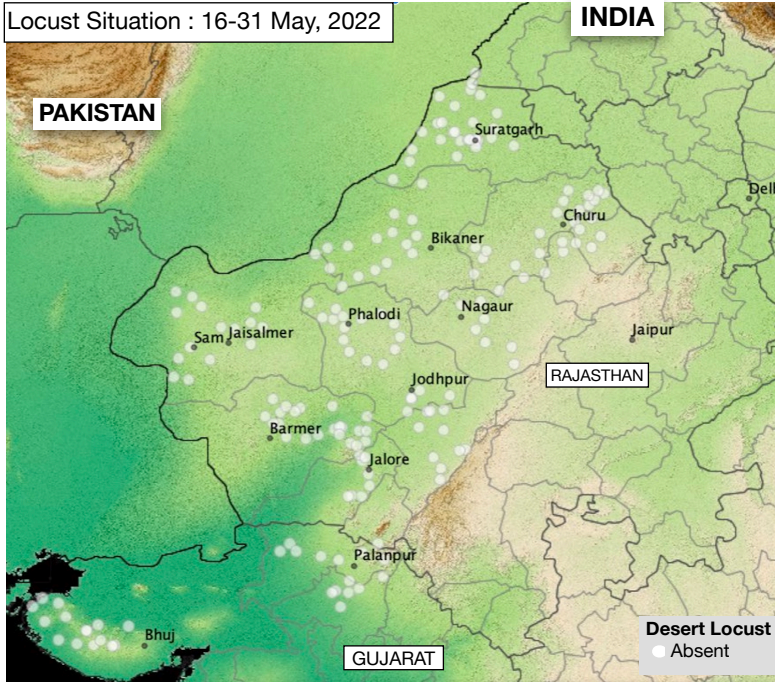 Locust Situation : 16-31 May, 2022
INDIA
PAKISTAN
Suratgarh
Churu
Bikaner
Phalodi
Nagaur
Sam
Jaisalmer
Jaipur
RAJASTHAN
Jodhpur
Barmer
Jalore
Palanpur
Bhuj
GUJARAT
Desert Locust
Absent